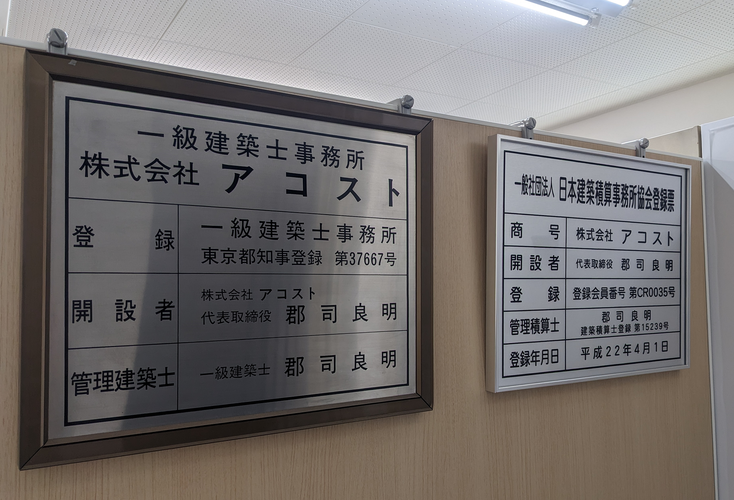 一級建築士事務所
株式会社 アコスト
登録 一級建築士事務所
東京都知事登録 第37667号
開設者 株式会社 アコスト
代表取締役 郡司良明
管理建築士 一級建築士 郡司良明
一般社団法人 日本建築積算事務所協会登録票
商号 株式会社 アコスト
開設者 代表取締役 郡司良明
登録 登録会員番号 第CR0035号
管理積算士 郡司良明
建築積算士登録 第15239号
登録年月日 平成22年4月1日